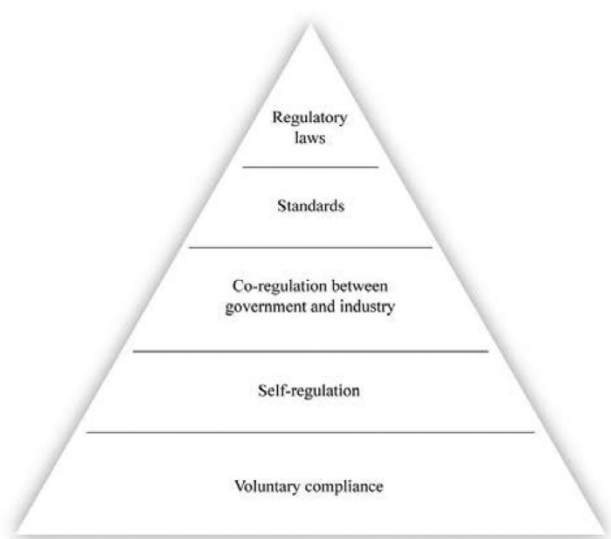 Regulatory
laws
Standards
Co-regulation between
government and industry
Self-regulation
Voluntary compliance